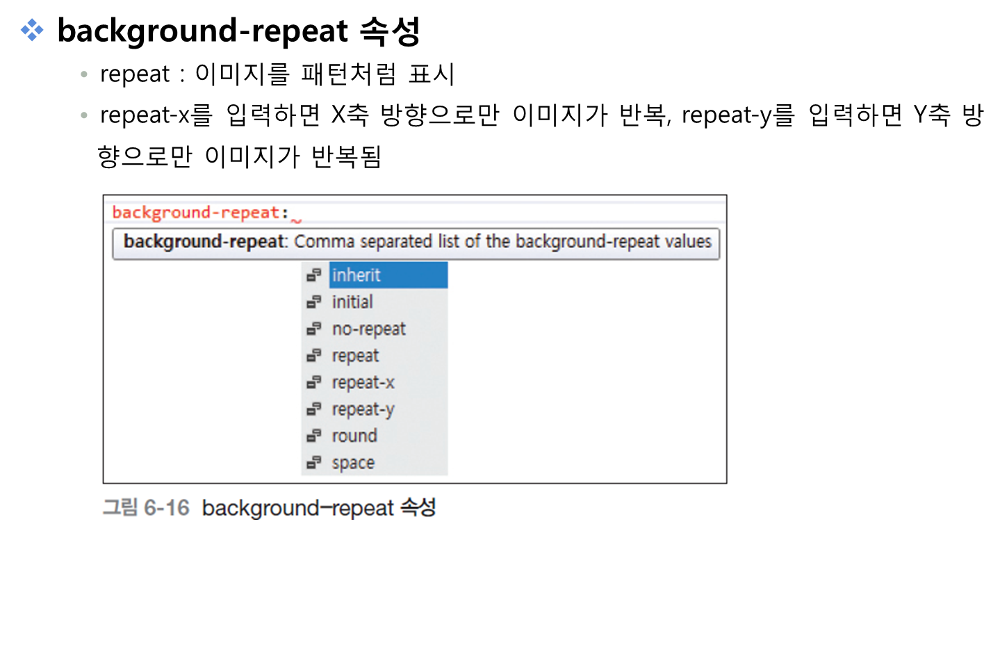 background-repeat 속성
repeat : 이미지를 패턴처럼 표시
repeat-x를 입력하면 X축 방향으로만 이미지가 반복, repeat-y를 입력하면 Y축 방
향으로만 이미지가 반복됨
background-repeat:
background-repeat: Comma separated list of the background-repeat values
inherit
initial
no-repeat
repeat
repeat-x
repeat-y
round
space
그림 6-16 background-repeat 속성